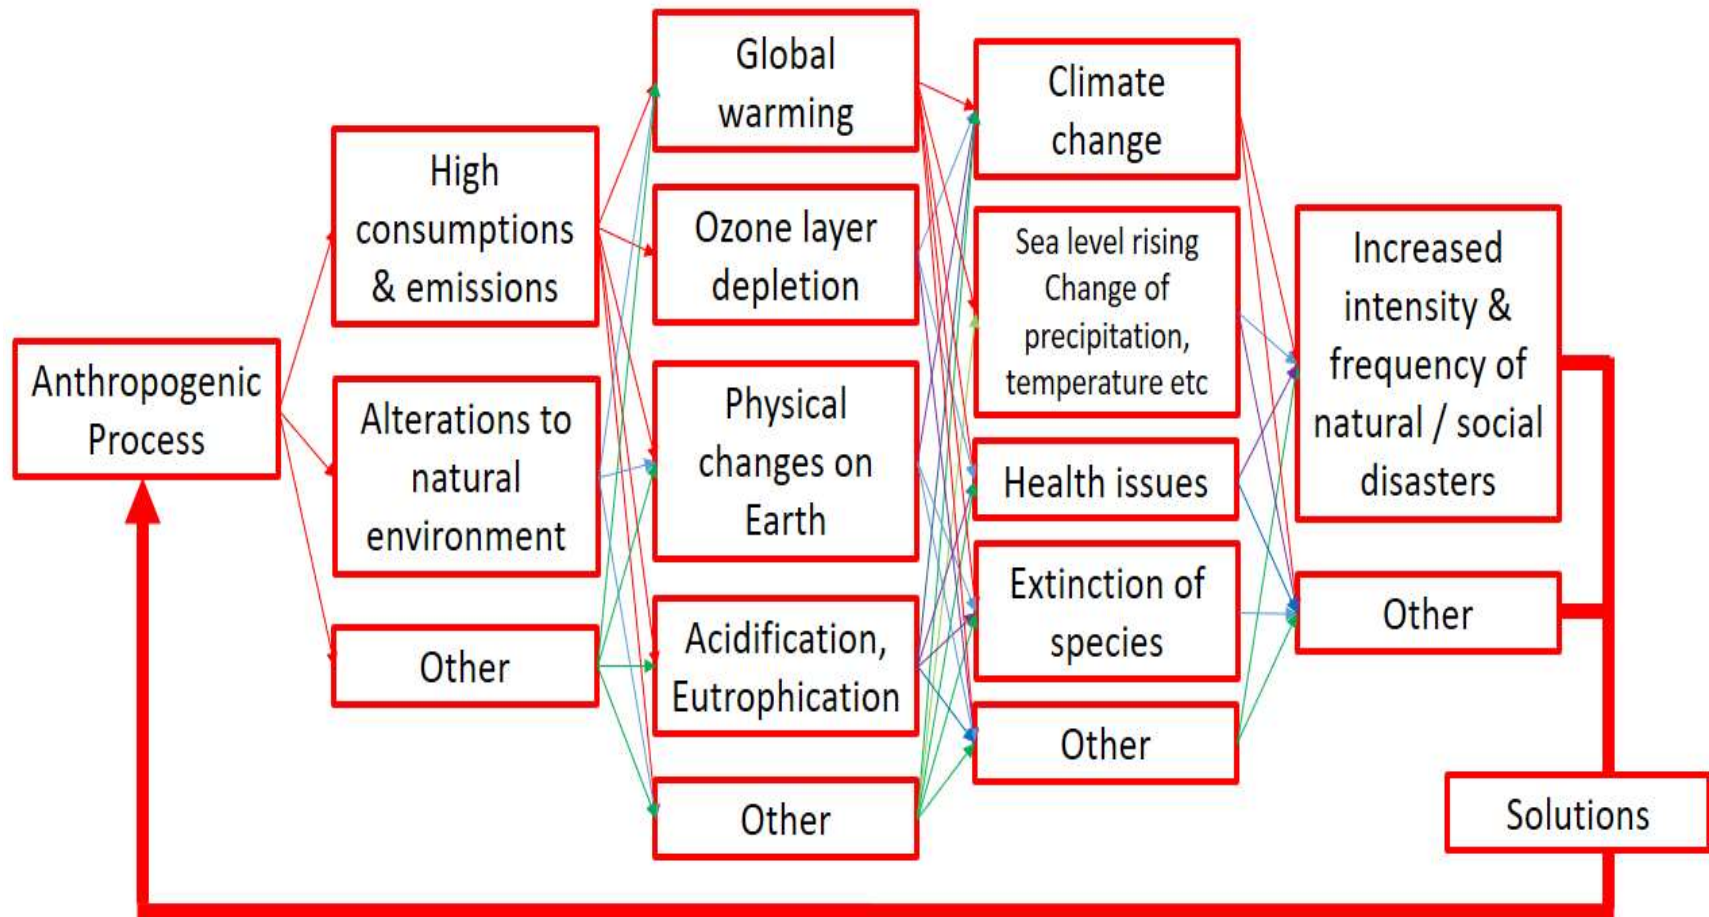 Anthropogenic
Process
High
consumptions
& emissions
Alterations to
natural
environment
Other
Global
warming
Ozone layer
depletion
Physical
changes on
Earth
Acidification,
Eutrophication
Other
Climate
change
Sea level rising
Change of
precipitation,
temperature etc
Health issues
Extinction of
species
Other
Increased
intensity &
frequency of
natural / social
disasters
Other
Solutions